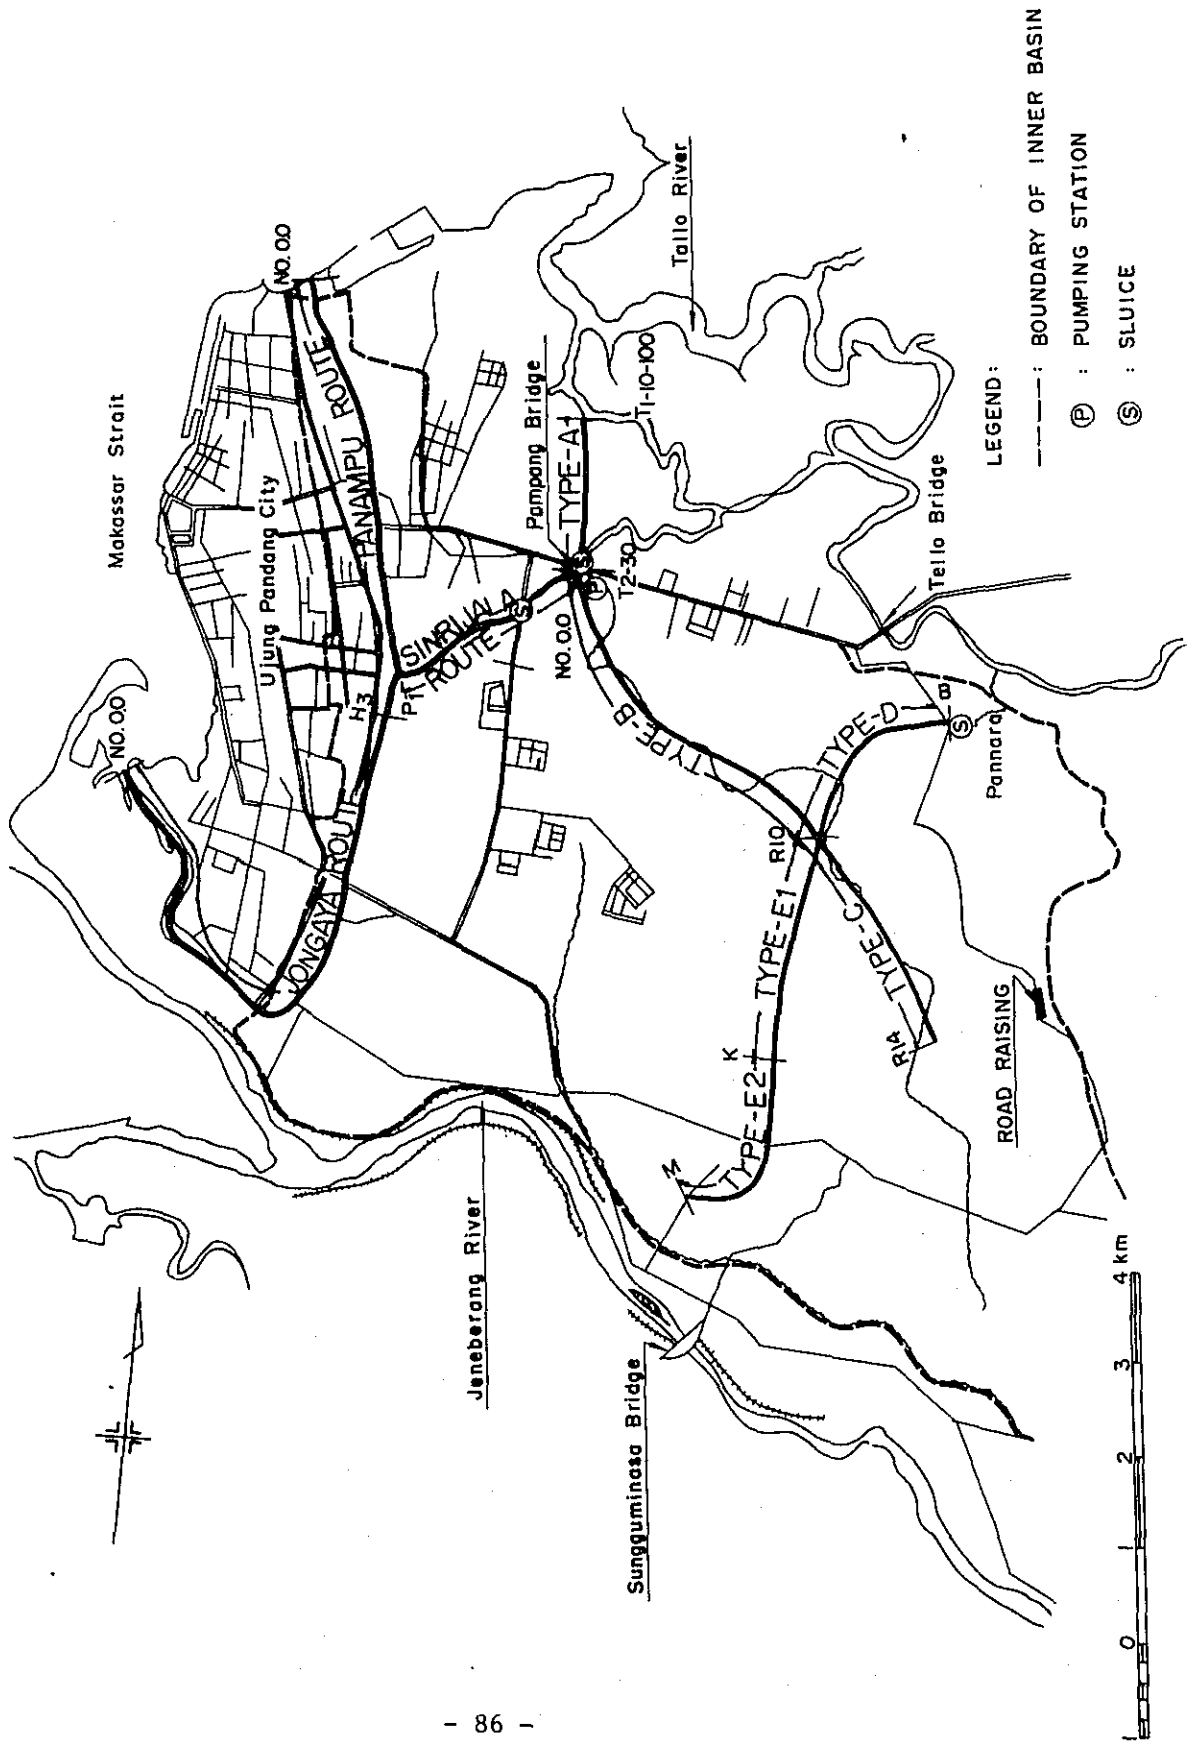 Makassar Strait
NO. 0.0
NO. 0.0
Ujung Pandang City
PANAMPU ROUTE
JONGAYA ROUTE
H3
P1
SINRIJALA
ROUTE
S
Pampang Bridge
TYPE-A
T1-10-100
Tallo River
S
P
T2-30
NO. 0.0
TYPE-B
TYPE-C
TYPE-D
B
S
Pannara
Tello Bridge
R10
TYPE-E1
TYPE-C
R14
K
TYPE-E2
M
ROAD RAISING
Jeneberang River
Sungguminasa Bridge
LEGEND:
— — — : BOUNDARY OF INNER BASIN
P : PUMPING STATION
S : SLUICE
1 0 1 2 3 4 km
- 86 -